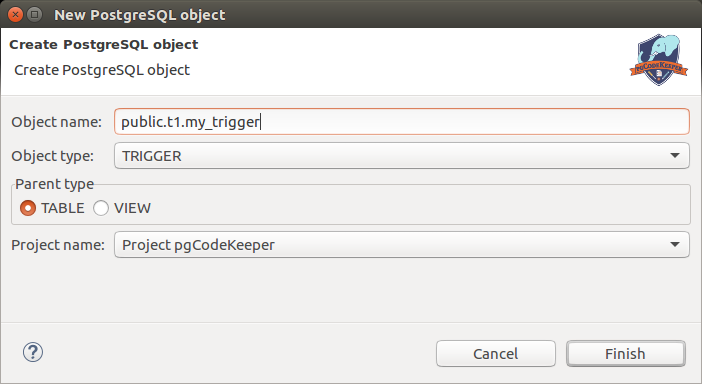 New PostgreSQL object
Create PostgreSQL object
Create PostgreSQL object
PGCODEKEEPER
Object name: public.t1.my_trigger
Object type: TRIGGER
Parent type
TABLE VIEW
Project name: Project pgCodeKeeper
? Cancel Finish